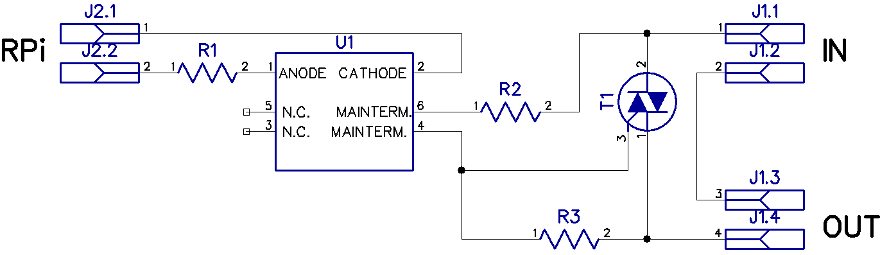 J2.1 J1.1
1 1
RPi J2.2 R1 U1 J1.2 IN
2 1 2 1 ANODE CATHODE 2 2 2
R2
T1
5 N.C. MAINTERM. 6 1 2
3 N.C. MAINTERM. 4 3 1
J1.3
3
R3 J1.4 OUT
1 2 4